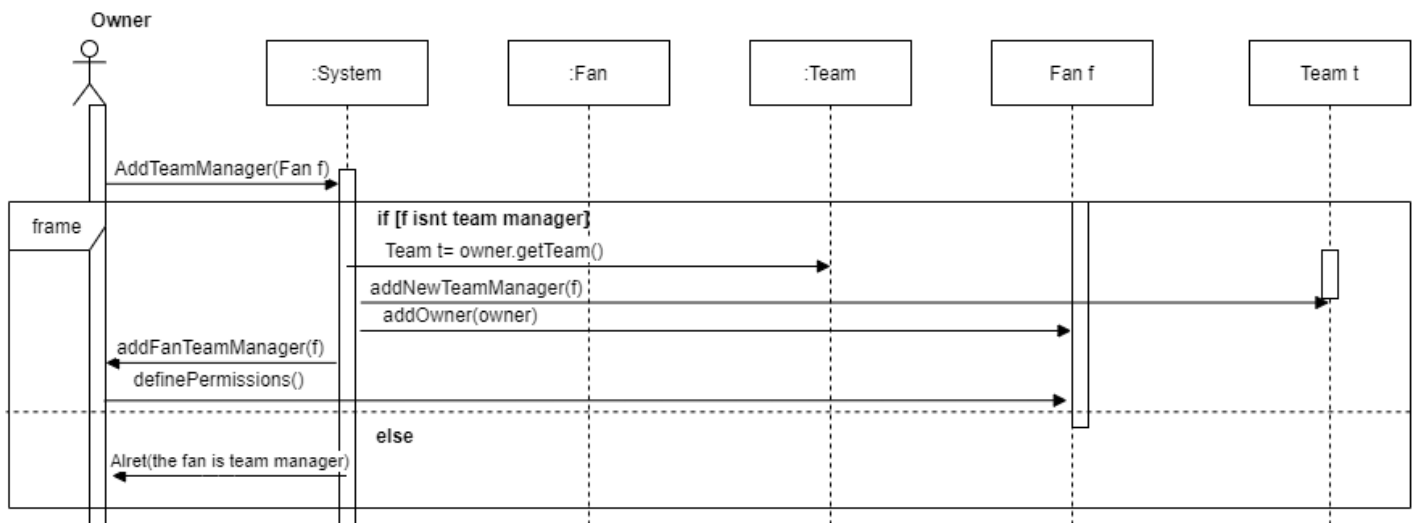 Owner
:System
:Fan
:Team
Fan f
Team t
AddTeamManager(Fan f)
frame
if [f isnt team manager]
Team t= owner.getTeam()
addNewTeamManager(f)
addOwner(owner)
addFanTeamManager(f)
definePermissions()
else
Alret(the fan is team manager)